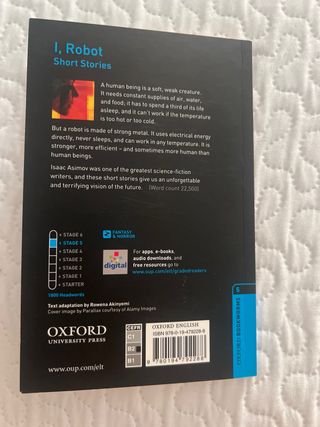 I, Robot
Short Stories
A human being is a soft, weak creature.
It needs constant supplies of air, water,
and food; it has to spend a third of its life
asleep, and it can't work if the temperature
is too hot or too cold.
But a robot is made of strong metal. It uses electrical energy
directly, never sleeps, and can work in any temperature. It is
stronger, more efficient – and sometimes more human than
human beings.
Isaac Asimov was one of the greatest science-fiction
writers, and these short stories give us an unforgettable
and terrifying vision of the future. (Word count 22,500)
STAGE 6
STAGE 5
STAGE 4
STAGE 3
STAGE 2
STAGE 1
STARTER
1800 Headwords
FANTASY
& HORROR
digital
For apps, e-books,
audio downloads, and
free resources go to
www.oup.com/elt/gradedreaders
Text adaptation by Rowena Akinyemi
Cover image by Parallax courtesy of Alamy Images
OXFORD
UNIVERSITY PRESS
www.oup.com/elt
CEFR
C1
B2
B1
OXFORD ENGLISH
ISBN 978-0-19-479228-8
9 780194 792288
OXFORD BOOKWORMS
5